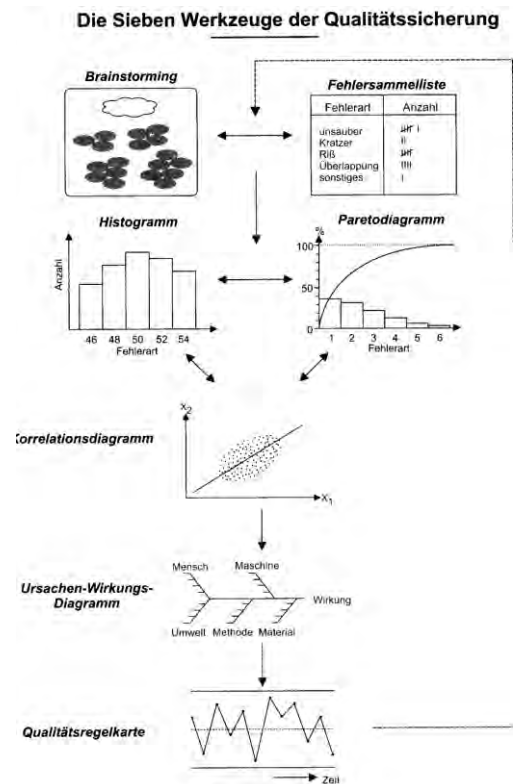 Die Sieben Werkzeuge der Qualitätssicherung
Brainstorming
Fehlersammelliste
Fehlerart Anzahl
unsauber
Kratzer
Riß
Überlappung
sonstiges
Histogramm
Anzahl
46 48 50 52 54
Fehlerart
Paretodiagramm
%
100
50
0
1 2 3 4 5 6
Fehlerart
Korrelationsdiagramm
X2
X1
Ursachen-Wirkungs-
Diagramm
Mensch Maschine
Wirkung
Umwelt Methode Material
Qualitätsregelkarte
Zeit